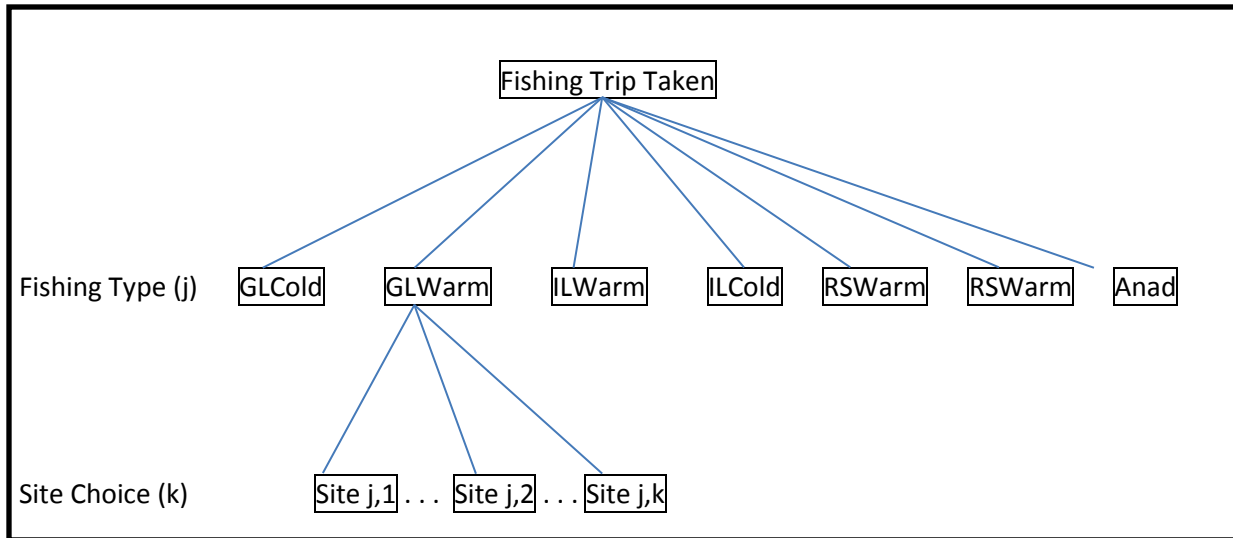 Fishing Trip Taken
Fishing Type (j) GLCold GLWarm ILWarm ILCold RSWarm RSWarm Anad
Site Choice (k) Site j,1 . . . Site j,2 . . . Site j,k